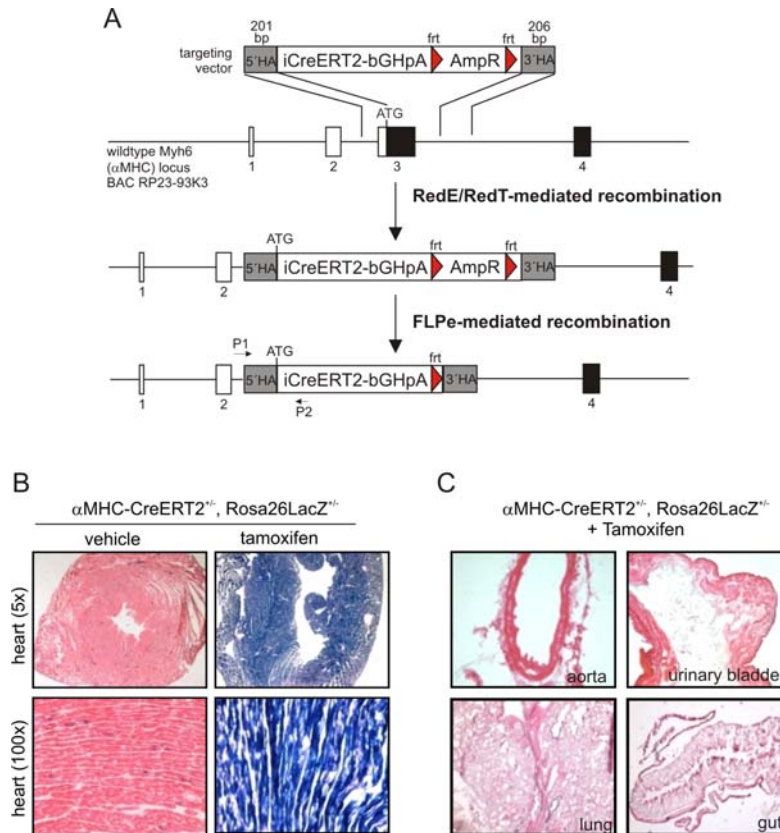 A
201 bp
206 bp
targeting vector
5´HA iCreERT2-bGHpA frt AmpR frt 3´HA
ATG
wildtype Myh6
(αMHC) locus
BAC RP23-93K3
1 2 3 4
RedE/RedT-mediated recombination
ATG
5´HA iCreERT2-bGHpA frt AmpR frt 3´HA
1 2 4
FLPe-mediated recombination
P1
ATG
5´HA iCreERT2-bGHpA frt 3´HA
P2
1 2 4
B
αMHC-CreERT2+/-, Rosa26LacZ+/-
vehicle tamoxifen
heart (5x)
heart (100x)
C
αMHC-CreERT2+/-, Rosa26LacZ+/-
+ Tamoxifen
aorta
urinary bladder
lung
gut